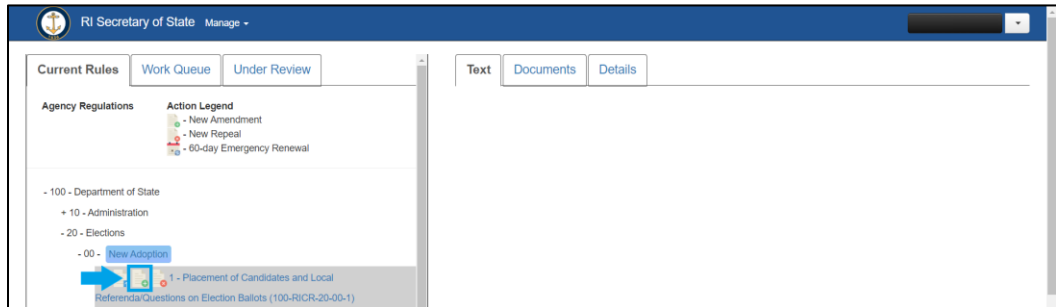 RI Secretary of State Manage
Current Rules Work Queue Under Review
Text Documents Details
Agency Regulations Action Legend
- New Amendment
- New Repeal
- 60-day Emergency Renewal
- 100 - Department of State
+ 10 - Administration
- 20 - Elections
- 00 - New Adoption
1 - Placement of Candidates and Local
Referenda/Questions on Election Ballots (100-RICR-20-00-1)